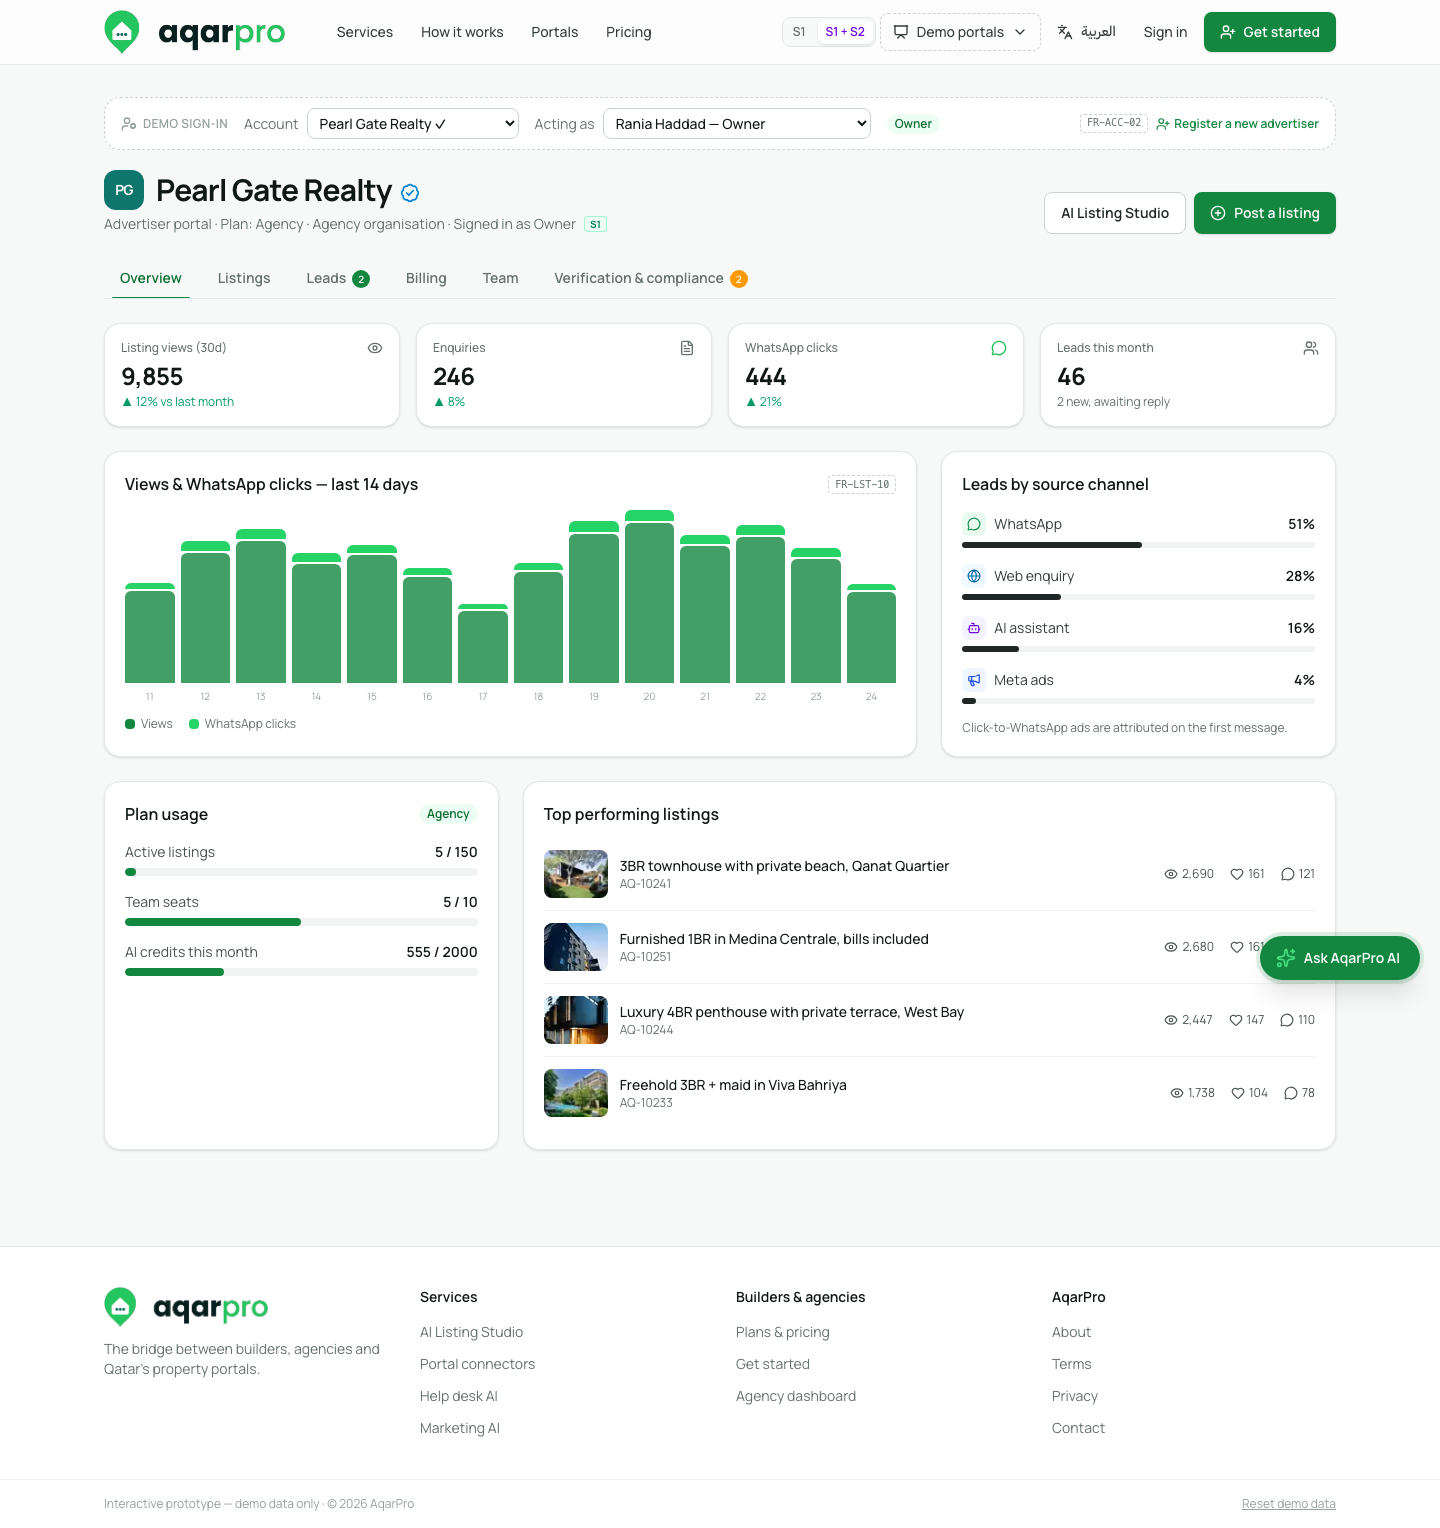 aqarpro
Services
How it works
Portals
Pricing
S1
S1 + S2
Demo portals
العربية
Sign in
Get started
DEMO SIGN-IN
Account
Pearl Gate Realty ✓
Acting as
Rania Haddad — Owner
Owner
FR-ACC-02
Register a new advertiser
PG
Pearl Gate Realty
Advertiser portal · Plan: Agency · Agency organisation · Signed in as Owner
S1
AI Listing Studio
Post a listing
Overview
Listings
Leads 2
Billing
Team
Verification & compliance 2
Listing views (30d)
9,855
▲ 12% vs last month
Enquiries
246
▲ 8%
WhatsApp clicks
444
▲ 21%
Leads this month
46
2 new, awaiting reply
Views & WhatsApp clicks — last 14 days
FR-LST-10
11 12 13 14 15 16 17 18 19 20 21 22 23 24
Views
WhatsApp clicks
Leads by source channel
WhatsApp 51%
Web enquiry 28%
AI assistant 16%
Meta ads 4%
Click-to-WhatsApp ads are attributed on the first message.
Plan usage
Agency
Active listings 5 / 150
Team seats 5 / 10
AI credits this month 555 / 2000
Top performing listings
3BR townhouse with private beach, Qanat Quartier
AQ-10241
2,690 161 121
Furnished 1BR in Medina Centrale, bills included
AQ-10251
2,680
Luxury 4BR penthouse with private terrace, West Bay
AQ-10244
2,447 147 110
Freehold 3BR + maid in Viva Bahriya
AQ-10233
1,738 104 78
Ask AqarPro AI
aqarpro
The bridge between builders, agencies and
Qatar's property portals.
Services
AI Listing Studio
Portal connectors
Help desk AI
Marketing AI
Builders & agencies
Plans & pricing
Get started
Agency dashboard
AqarPro
About
Terms
Privacy
Contact
Interactive prototype — demo data only · © 2026 AqarPro
Reset demo data